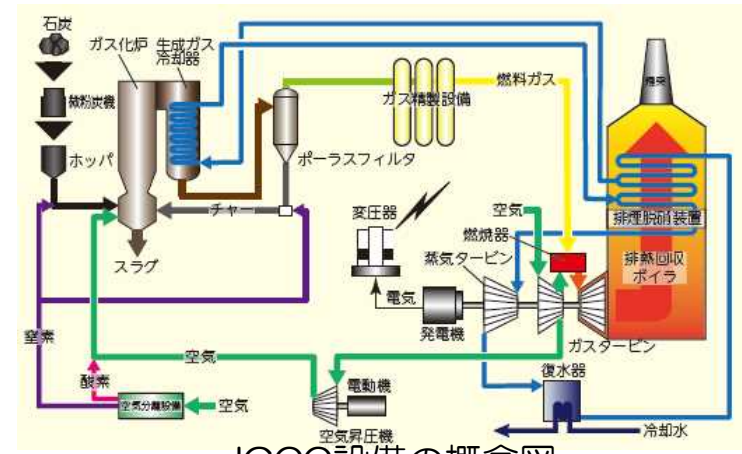 石炭
ガス化炉
生成ガス
冷却器
微粉炭機
ホッパ
チャー
スラグ
ポーラスフィルタ
ガス精製設備
燃料ガス
煙突
排煙脱硝装置
排熱回収
ボイラ
変圧器
空気
燃焼器
蒸気タービン
電気
発電機
ガスタービン
窒素
空気
酸素
空気分離設備
空気
電動機
空気昇圧機
復水器
冷却水
IGCC設備の概念図